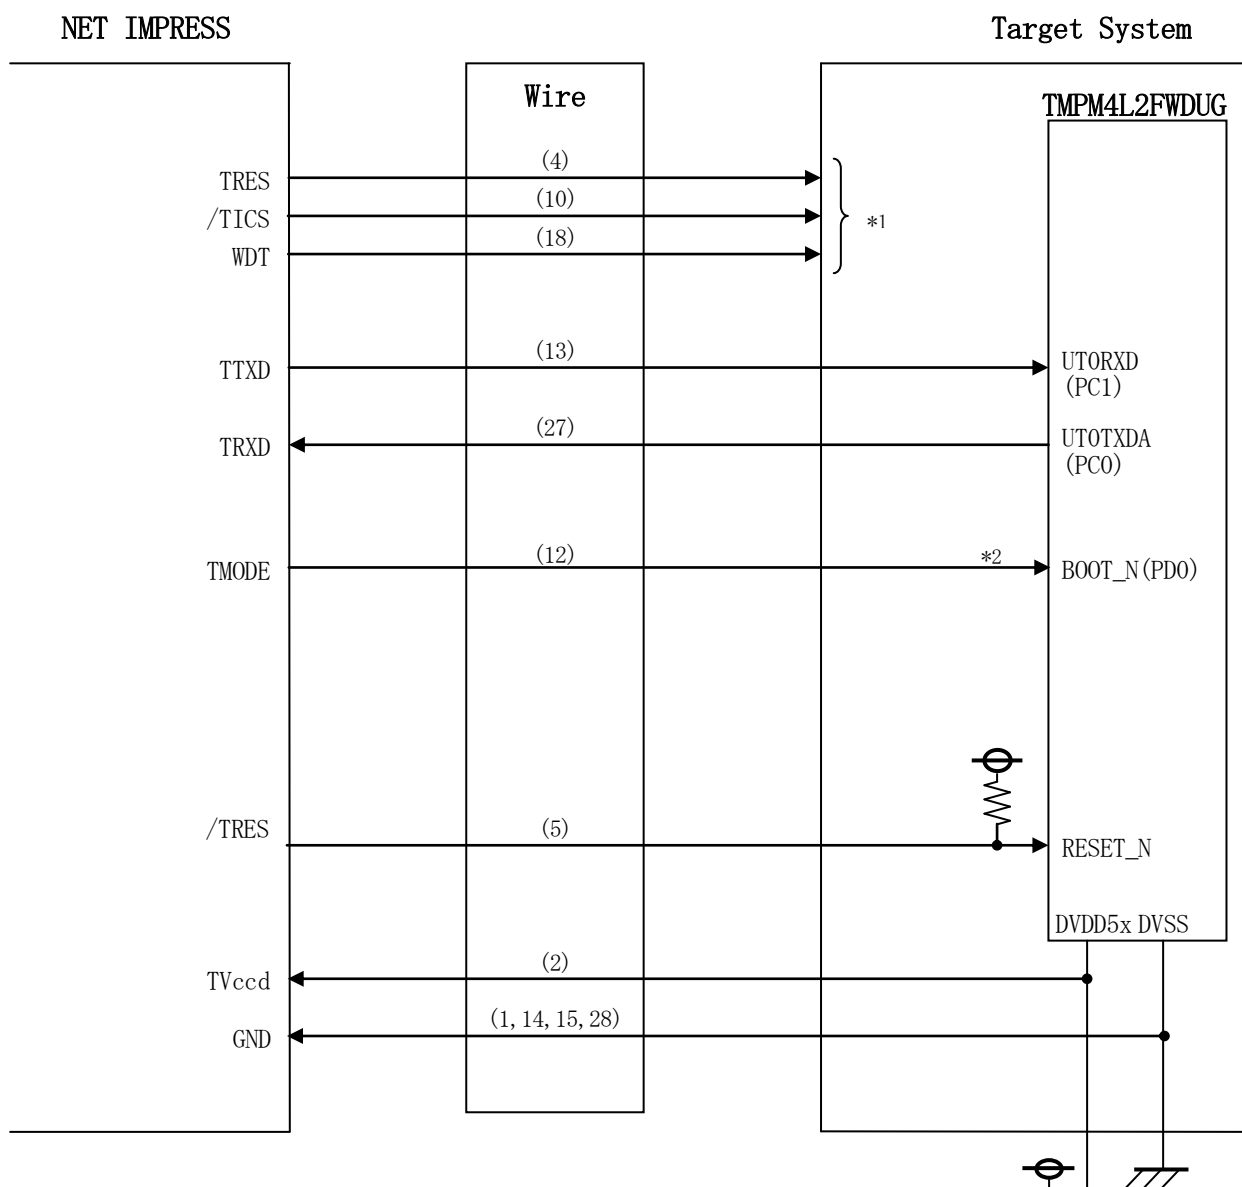 NET IMPRESS
Target System
Wire
TMPM4L2FWDUG
TRES
(4)
/TICS
(10)
*1
WDT
(18)
TTXD
(13)
UT0RXD
(PC1)
TRXD
(27)
UT0TXDA
(PC0)
TMODE
(12)
*2
BOOT_N(PD0)
/TRES
(5)
RESET_N
DVDD5x DVSS
TVccd
(2)
GND
(1,14,15,28)